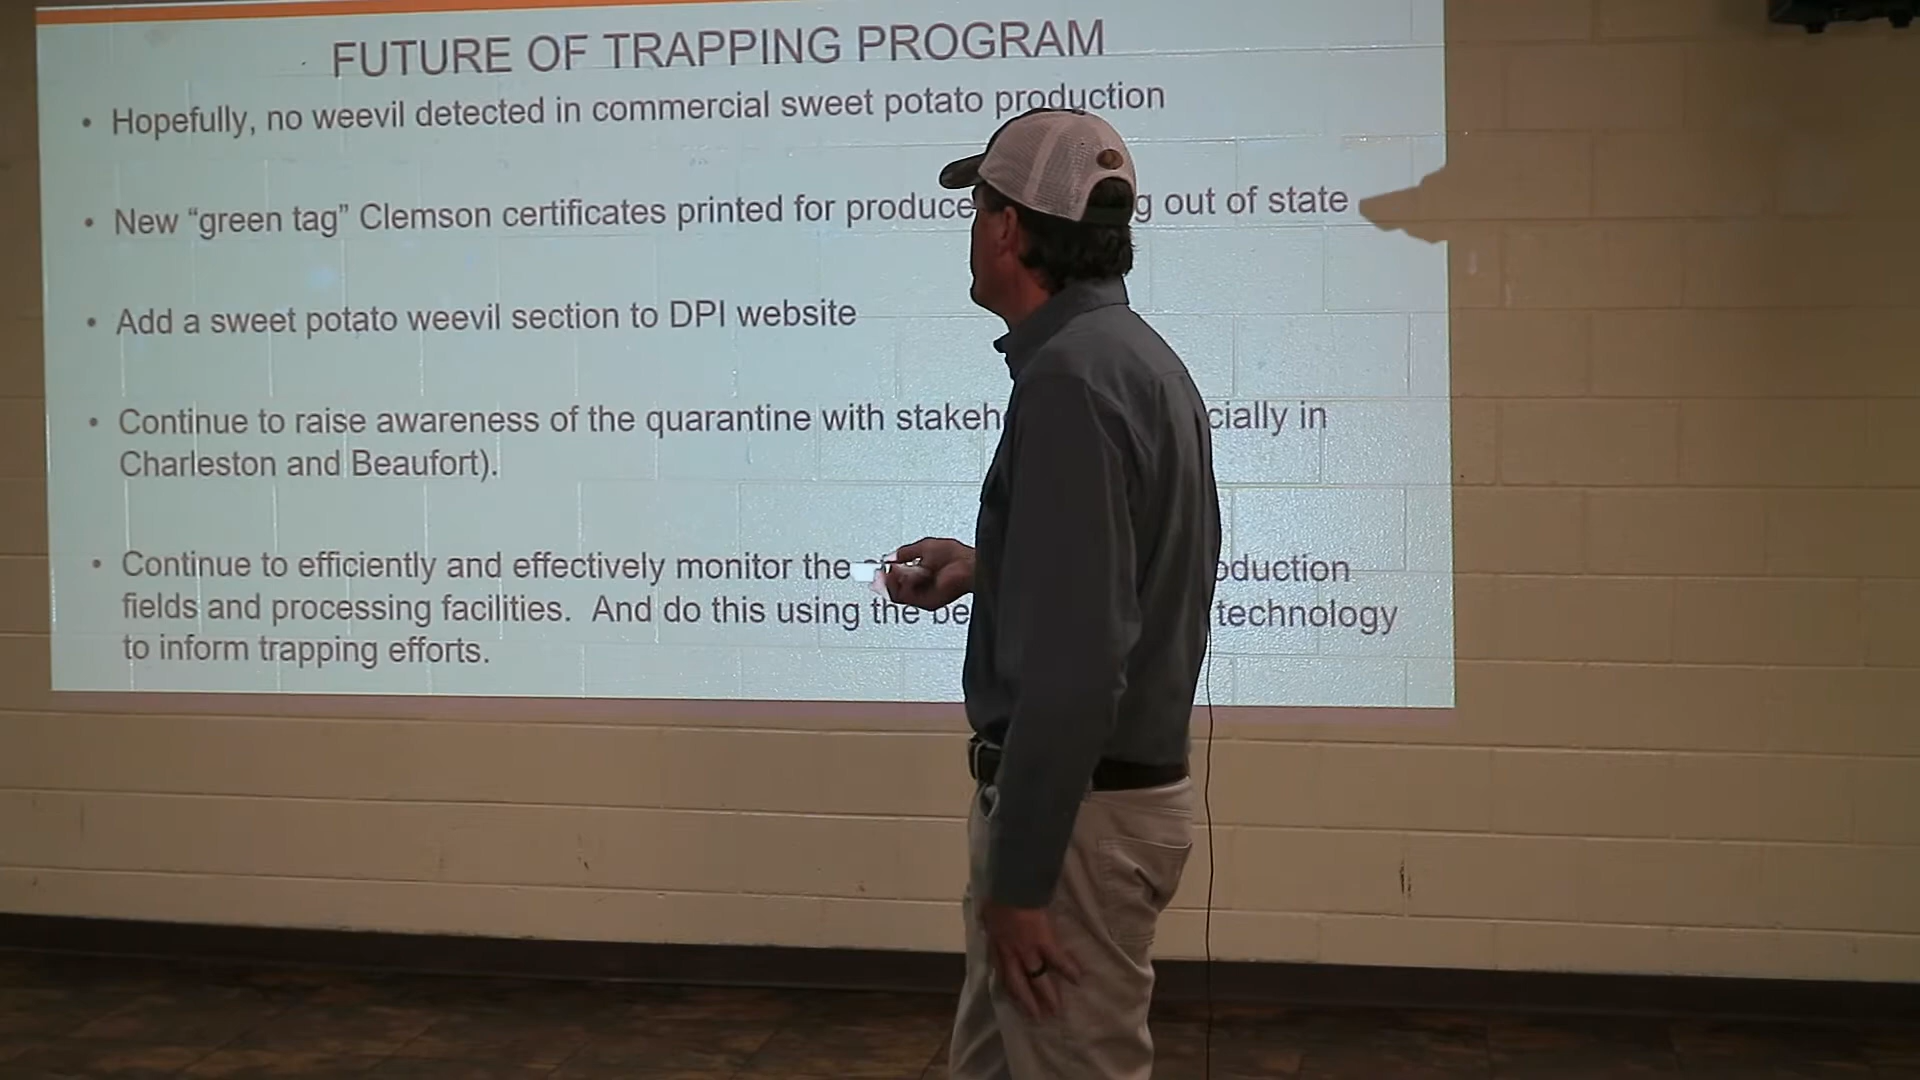 FUTURE OF TRAPPING PROGRAM
• Hopefully, no weevil detected in commercial sweet potato production
• New “green tag” Clemson certificates printed for produce out of state
• Add a sweet potato weevil section to DPI website
• Continue to raise awareness of the quarantine with in
Charleston and Beaufort).
• Continue to efficiently and effectively monitor the
fields and processing facilities. And do this using the technology
to inform trapping efforts.